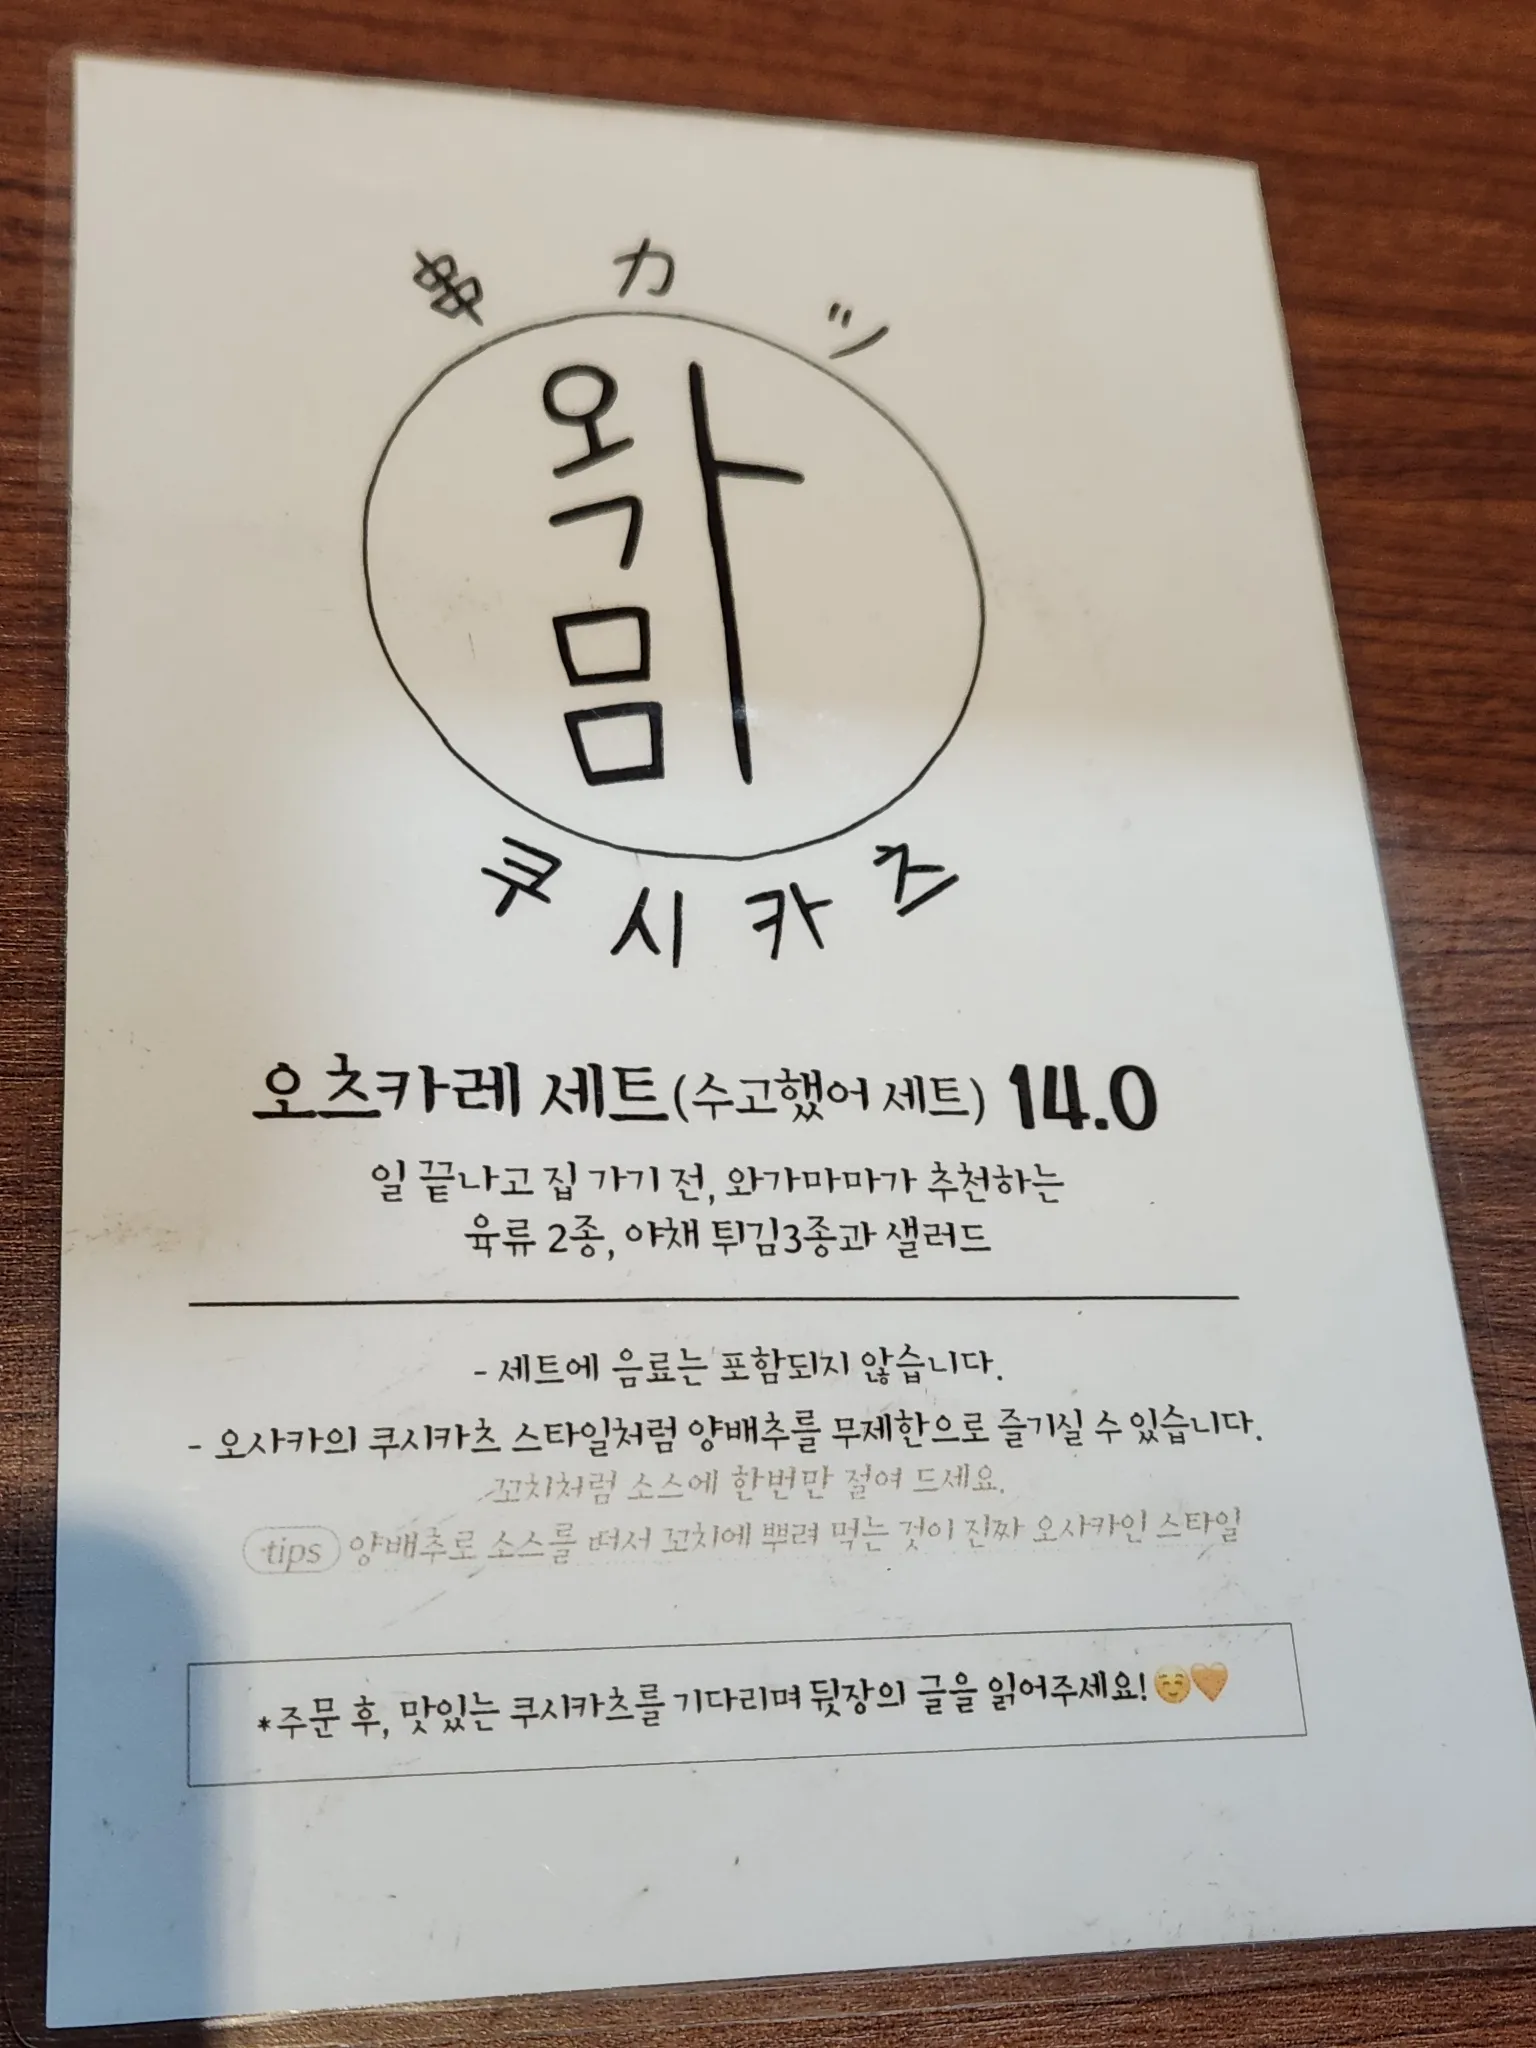 串カツ
와가마마
쿠시카츠
오츠카레 세트(수고했어 세트) 14.0
일 끝나고 집 가기 전, 와가마마가 추천하는
육류 2종, 야채 튀김3종과 샐러드
- 세트에 음료는 포함되지 않습니다.
- 오사카의 쿠시카츠 스타일처럼 양배추를 무제한으로 즐기실 수 있습니다.
꼬치처럼 소스에 한번만 절여 드세요.
tips 양배추로 소스를 떠서 꼬치에 뿌려 먹는 것이 진짜 오사카인 스타일
*주문 후, 맛있는 쿠시카츠를 기다리며 뒷장의 글을 읽어주세요!☺️🧡